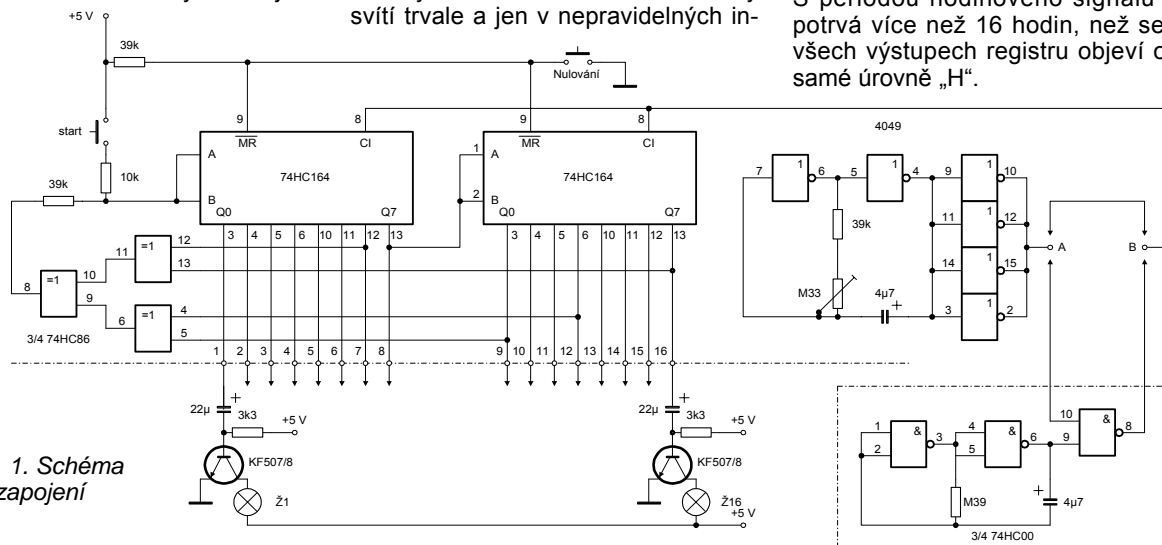 svítí trvale a jen v nepravidelných in-
potrvá více než 16 hodin, než se
všech výstupech registru objeví
samé úrovně „H“.
+5 V
39k
Nulování
start
10k
39k
9
MR
8
CI
A
B
74HC164
Q0
Q7
3 4 5 6 10 11 12 13
9
MR
8
CI
1
A
2
B
74HC164
Q0
Q7
3 4 5 6 10 11 12 13
4049
7
1
6
5
1
4
9
1
10
11
1
12
14
1
15
3
1
2
39k
M33
4µ7
+
A
B
8
=1
10
9
11
=1
12
13
6
=1
4
5
3/4 74HC86
1 2 3 4 5 6 7 8
9 10 11 12 13 14 15 16
22µ
+
3k3
+5 V
KF507/8
Ž1
22µ
+
3k3
+5 V
KF507/8
Ž16
+5 V
1
2
&
3
4
5
&
6
10
9
&
8
M39
+
4µ7
3/4 74HC00
1. Schéma
zapojení